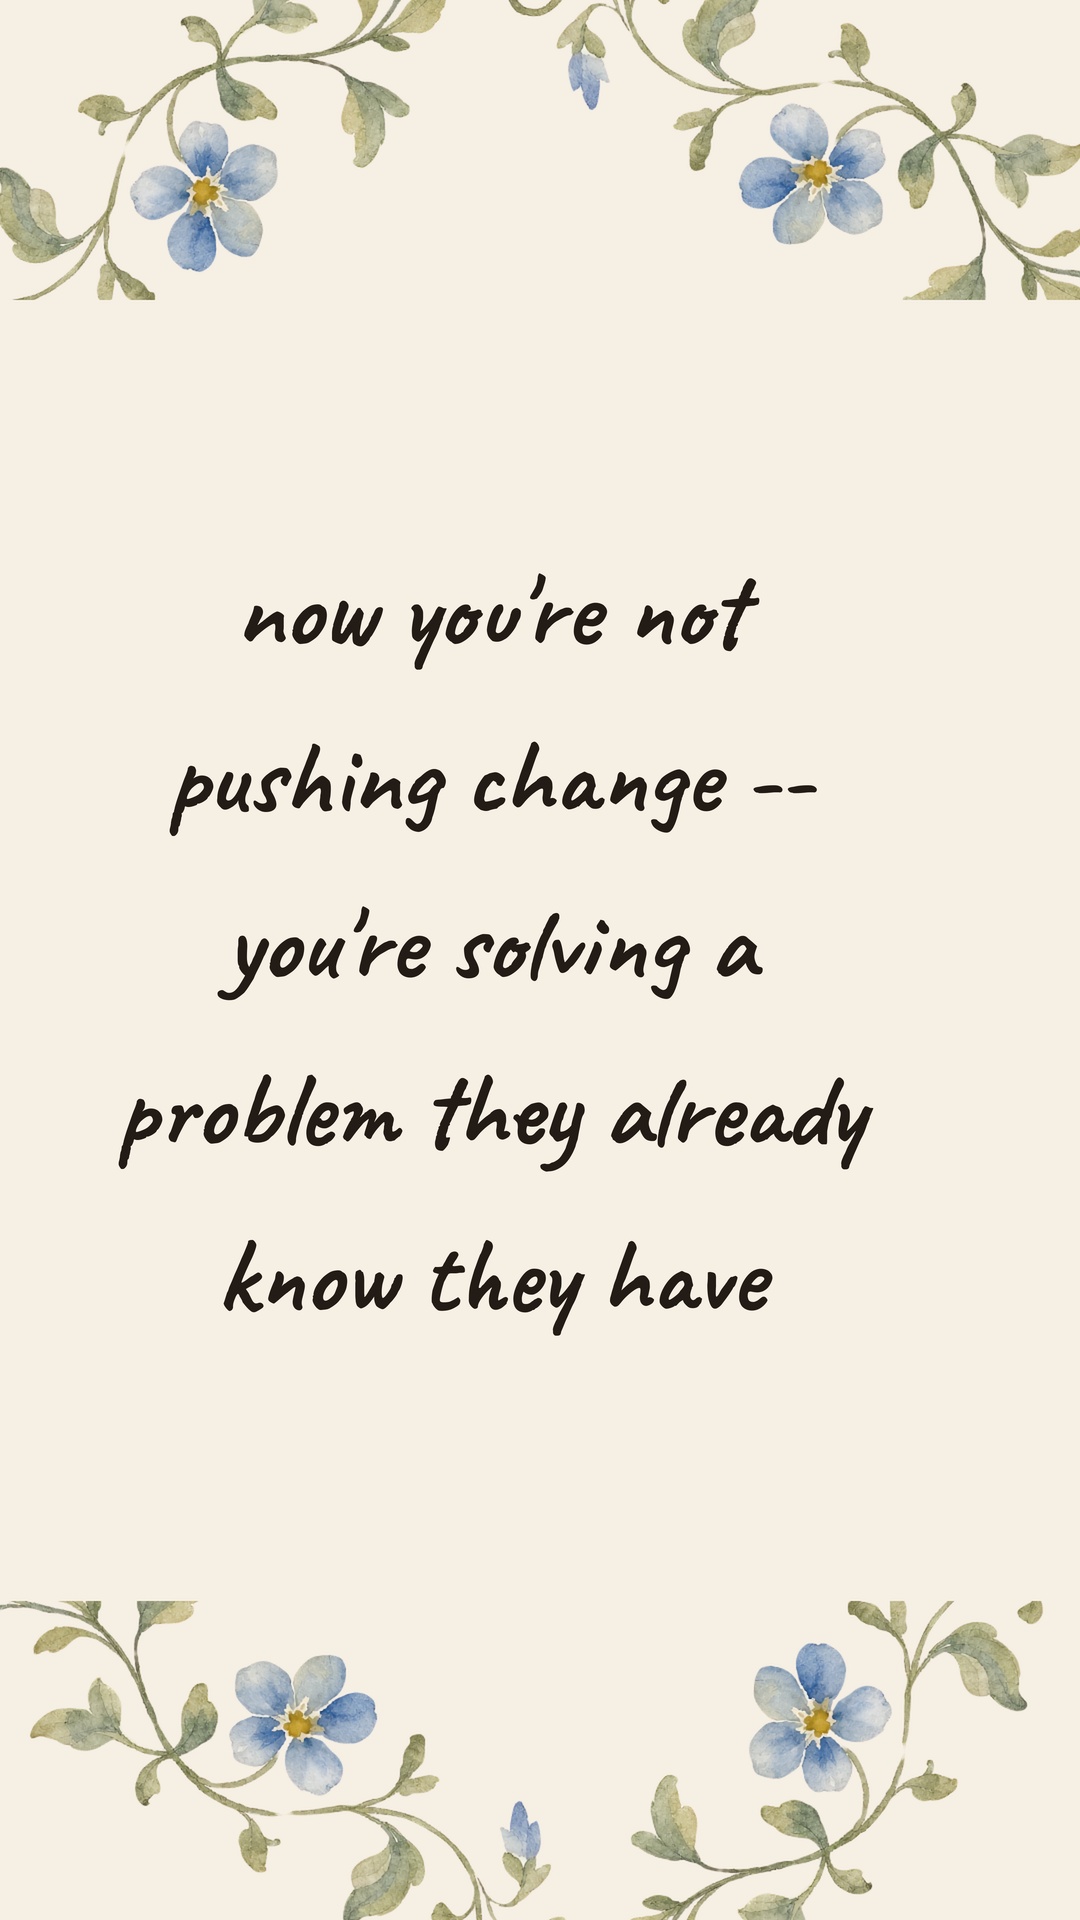 now you're not
pushing change --
you're solving a
problem they already
know they have